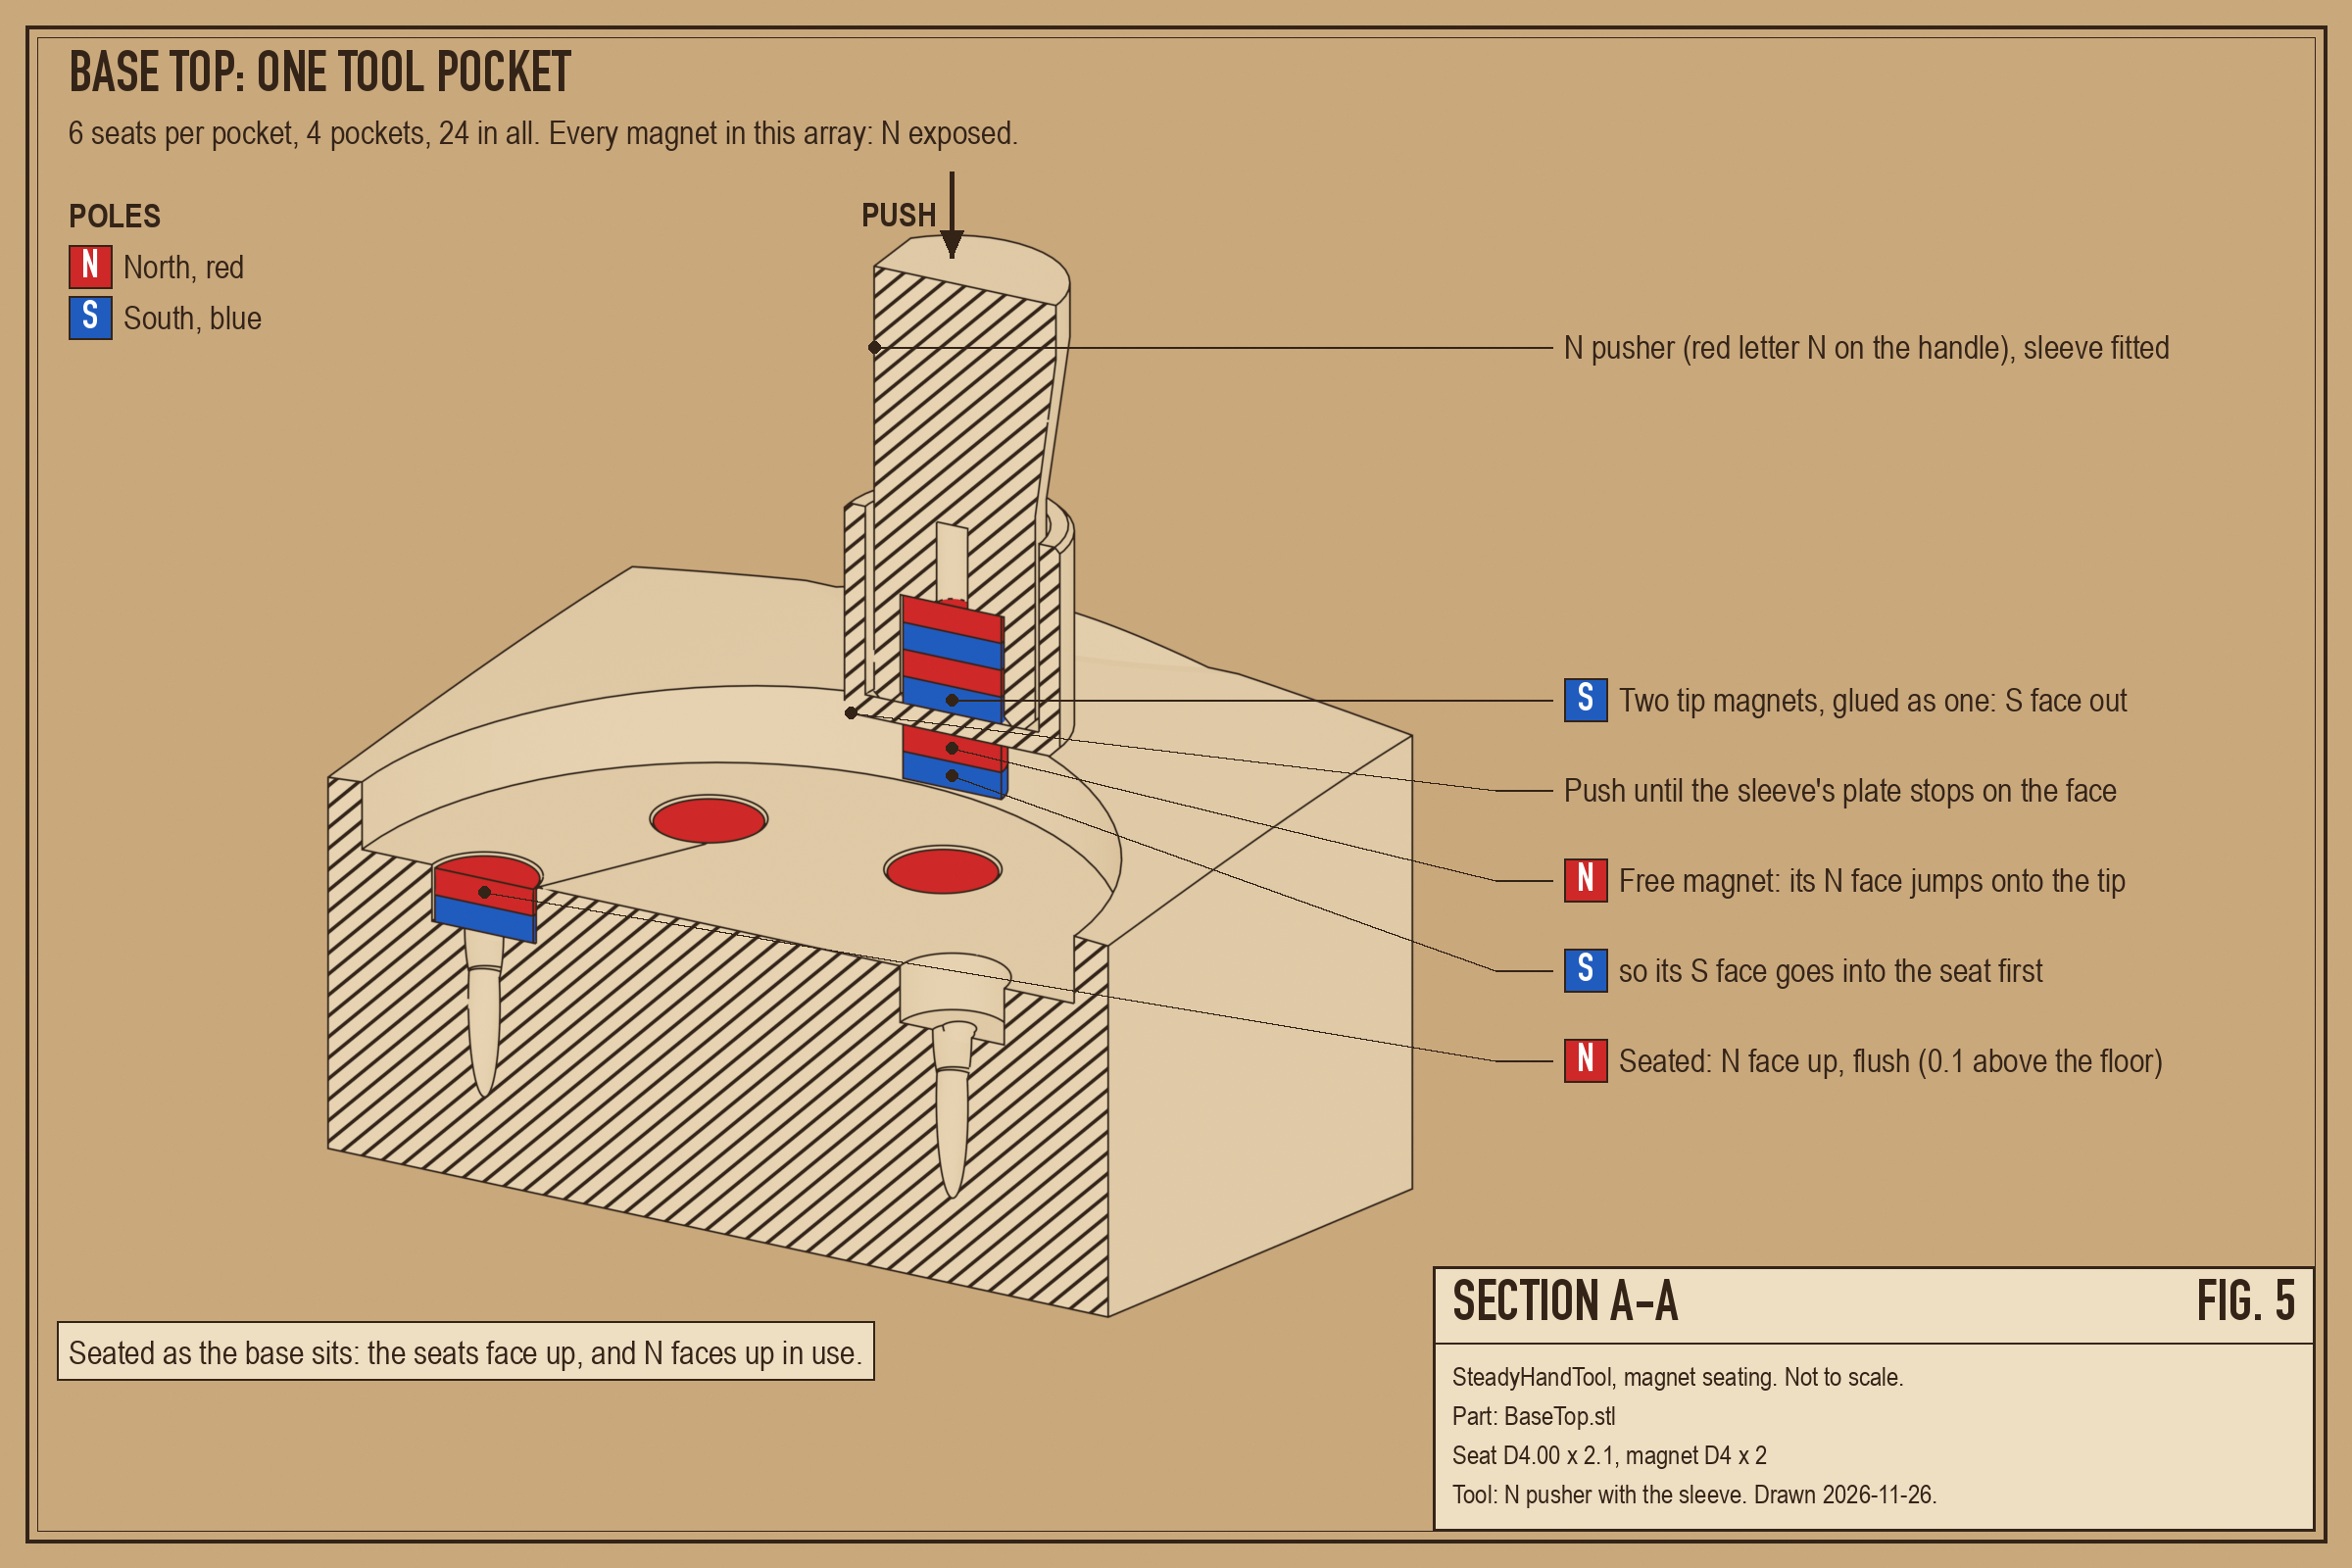 BASE TOP: ONE TOOL POCKET
6 seats per pocket, 4 pockets, 24 in all. Every magnet in this array: N exposed.
POLES
N North, red
S South, blue
PUSH
N pusher (red letter N on the handle), sleeve fitted
S Two tip magnets, glued as one: S face out
Push until the sleeve's plate stops on the face
N Free magnet: its N face jumps onto the tip
S so its S face goes into the seat first
N Seated: N face up, flush (0.1 above the floor)
Seated as the base sits: the seats face up, and N faces up in use.
SECTION A-A FIG. 5
SteadyHandTool, magnet seating. Not to scale.
Part: BaseTop.stl
Seat D4.00 x 2.1, magnet D4 x 2
Tool: N pusher with the sleeve. Drawn 2026-11-26.